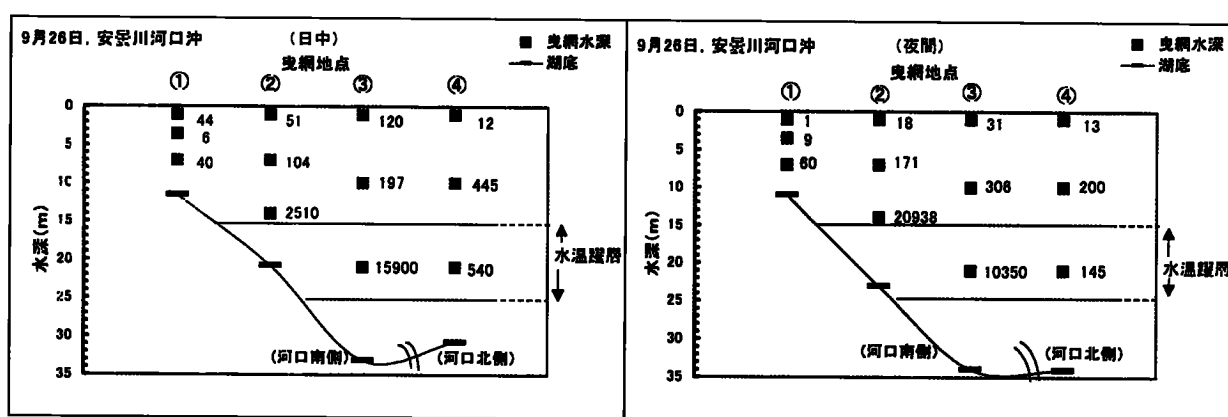 9月26日, 安曇川河口沖 (日中)
■ 曳網水深
湖底
曳網地点
① ② ③ ④
水深(m)
0
5
10
15
20
25
30
35
44 51 120 12
6
40 104
197 445
2510
15900 540
水温躍層
(河口南側) (河口北側)
9月26日, 安曇川河口沖 (夜間)
■ 曳網水深
湖底
曳網地点
① ② ③ ④
水深(m)
0
5
10
15
20
25
30
35
1 18 31 13
9
60 171
306 200
20938
10350 145
水温躍層
(河口南側) (河口北側)